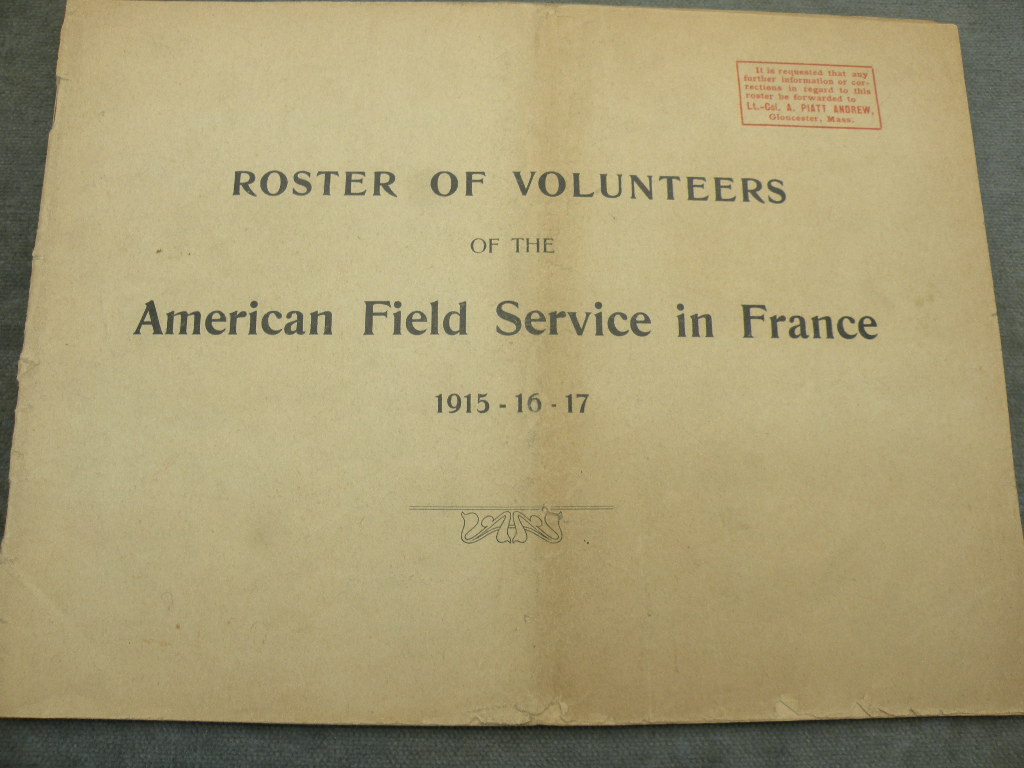 It is requested that any
further information or cor-
rections in regard to this
roster be forwarded to
Lt.-Col. A. PIATT ANDREW,
Gloucester, Mass.
ROSTER OF VOLUNTEERS
OF THE
American Field Service in France
1915 - 16 - 17